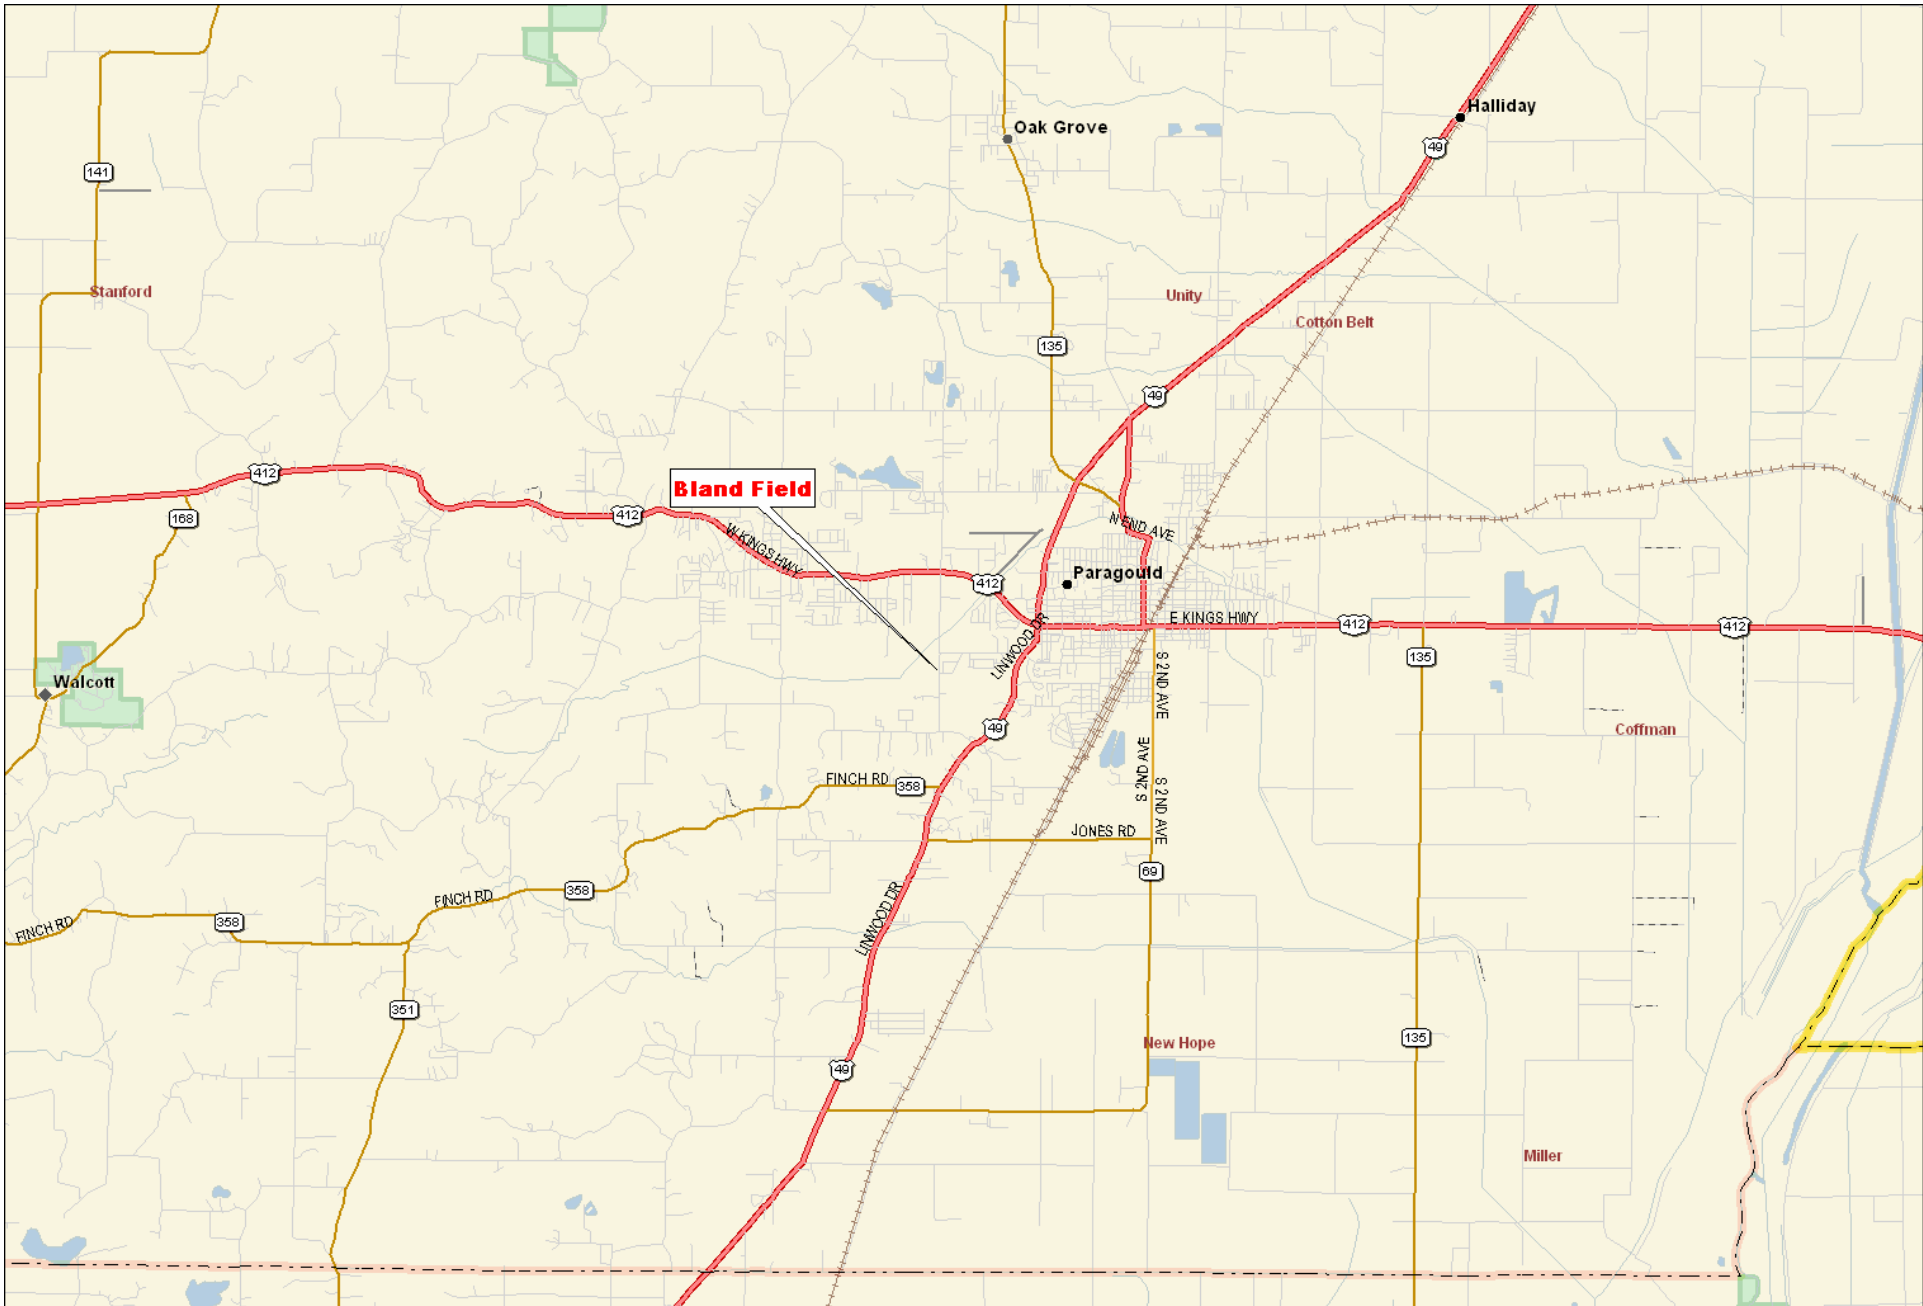 Halliday
Oak Grove
49
141
Stanford
Unity
Cotton Belt
135
49
412
Bland Field
412
168
N END AVE
W KINGS HWY
412
Paragould
E KINGS HWY
412
412
LINWOOD DR
135
S 2ND AVE
Walcott
49
Coffman
FINCH RD
358
S 2ND AVE
S 2ND AVE
JONES RD
69
358
FINCH RD
LINWOOD DR
358
FINCH RD
351
135
New Hope
49
Miller